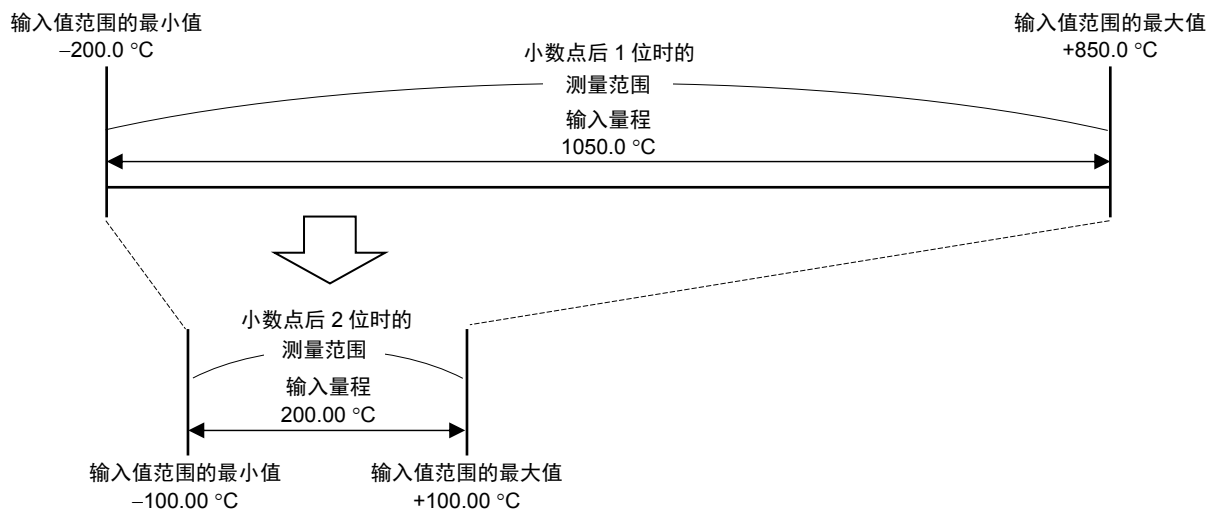 输入值范围的最小值
–200.0 °C
输入值范围的最大值
+850.0 °C
小数点后 1 位时的
测量范围
输入量程
1050.0 °C
小数点后 2 位时的
测量范围
输入量程
200.00 °C
输入值范围的最小值
–100.00 °C
输入值范围的最大值
+100.00 °C